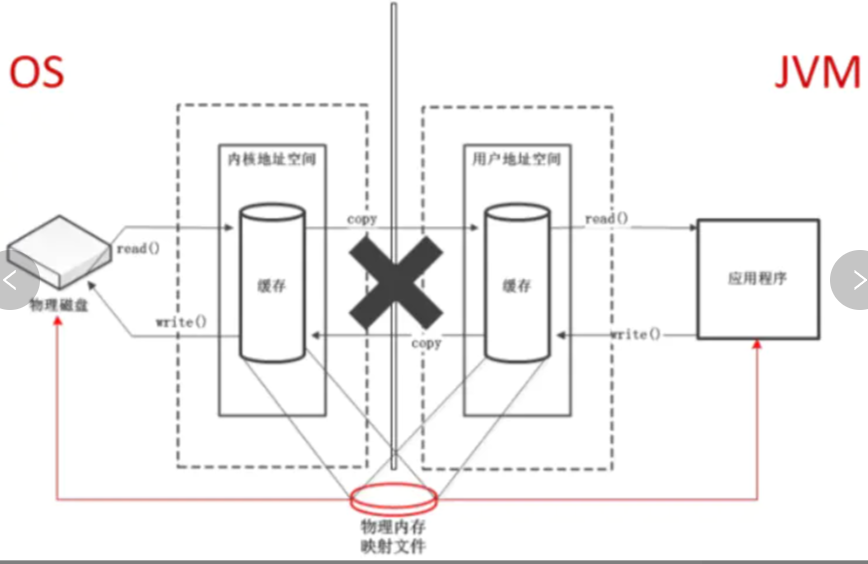 OS
JVM
内核地址空间
用户地址空间
copy
read()
read()
缓存
缓存
应用程序
物理磁盘
write()
copy
write()
物理内存
映射文件